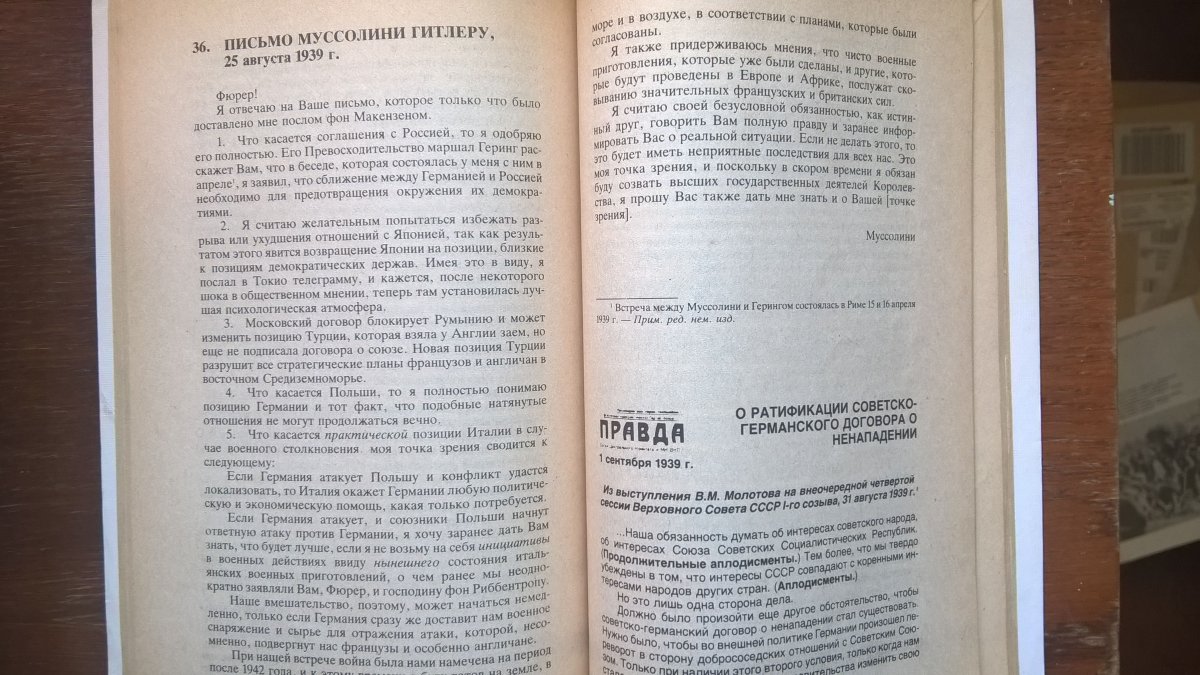 36. ПИСЬМО МУССОЛИНИ ГИТЛЕРУ,
25 августа 1939 г.
Фюрер!
Я отвечаю на Ваше письмо, которое только что было
доставлено мне послом фон Макензеном.
1. Что касается соглашения с Россией, то я одобряю
его полностью. Его Превосходительство маршал Геринг рас-
скажет Вам, что в беседе, которая состоялась у меня с ним в
апреле¹, я заявил, что сближение между Германией и Россией
необходимо для предотвращения окружения их демокра-
тиями.
2. Я считаю желательным попытаться избежать раз-
рыва или ухудшения отношений с Японией, так как резуль-
татом этого явится возвращение Японии на позиции, близкие
к позициям демократических держав. Имея это в виду, я
послал в Токио телеграмму, и кажется, после некоторого
шока в общественном мнении, теперь там установилась луч-
шая психологическая атмосфера.
3. Московский договор блокирует Румынию и может
изменить позицию Турции, которая взяла у Англии заем, но
еще не подписала договора о союзе. Новая позиция Турции
разрушит все стратегические планы французов и англичан в
восточном Средиземноморье.
4. Что касается Польши, то я полностью понимаю
позицию Германии и тот факт, что подобные натянутые
отношения не могут продолжаться вечно.
5. Что касается практической позиции Италии в слу-
чае военного столкновения, моя точка зрения сводится к
следующему:
Если Германия атакует Польшу и конфликт удастся
локализовать, то Италия окажет Германии любую политиче-
скую и экономическую помощь, какая только потребуется.
Если Германия атакует, и союзники Польши начнут
ответную атаку против Германии, я хочу заранее дать Вам
знать, что будет лучше, если я не возьму на себя инициативы
в военных действиях ввиду нынешнего состояния италь-
янских военных приготовлений, о чем ранее мы неодно-
кратно заявляли Вам, Фюрер, и господину фон Риббентропу.
Наше вмешательство, поэтому, может начаться немед-
ленно, только если Германия сразу же доставит нам военное
снаряжение и сырье для отражения атаки, которой, несо-
мненно, подвергнут нас французы и особенно англичане.
При нашей встрече война была нами намечена на период
после 1942 года, и к этому времени я был готов на земле, в
море и в воздухе, в соответствии с планами, которые были
согласованы.
Я также придерживаюсь мнения, что чисто военные
приготовления, которые уже были сделаны, и другие, кото-
рые будут проведены в Европе и Африке, послужат ско-
выванию значительных французских и британских сил.
Я считаю своей безусловной обязанностью, как истин-
ный друг, говорить Вам полную правду и заранее инфор-
мировать Вас о реальной ситуации. Если не делать этого, то
это будет иметь неприятные последствия для всех нас. Это
моя точка зрения, и поскольку в скором времени я обязан
буду созвать высших государственных деятелей Королев-
ства, я прошу Вас также дать мне знать и о Вашей [точке
зрения].
Муссолини
¹ Встреча между Муссолини и Герингом состоялась в Риме 15 и 16 апреля
1939 г. — Прим. ред. нем. изд.
ПРАВДА
1 сентября 1939 г.
О РАТИФИКАЦИИ СОВЕТСКО-
ГЕРМАНСКОГО ДОГОВОРА О
НЕНАПАДЕНИИ
Из выступления В.М. Молотова на внеочередной четвертой
сессии Верховного Совета СССР I-го созыва, 31 августа 1939 г.¹
...Наша обязанность думать об интересах советского народа,
об интересах Союза Советских Социалистических Республик.
(Продолжительные аплодисменты.) Тем более, что мы твердо
убеждены в том, что интересы СССР совпадают с коренными ин-
тересами народов других стран. (Аплодисменты.)
Но это лишь одна сторона дела.
Должно было произойти еще другое обстоятельство, чтобы
советско-германский договор о ненападении стал существовать.
Нужно было, чтобы во внешней политике Германии произошел пе-
реворот в сторону добрососедских отношений с Советским Сою-
зом. Только при наличии этого второго условия, только когда нам
изменить свою